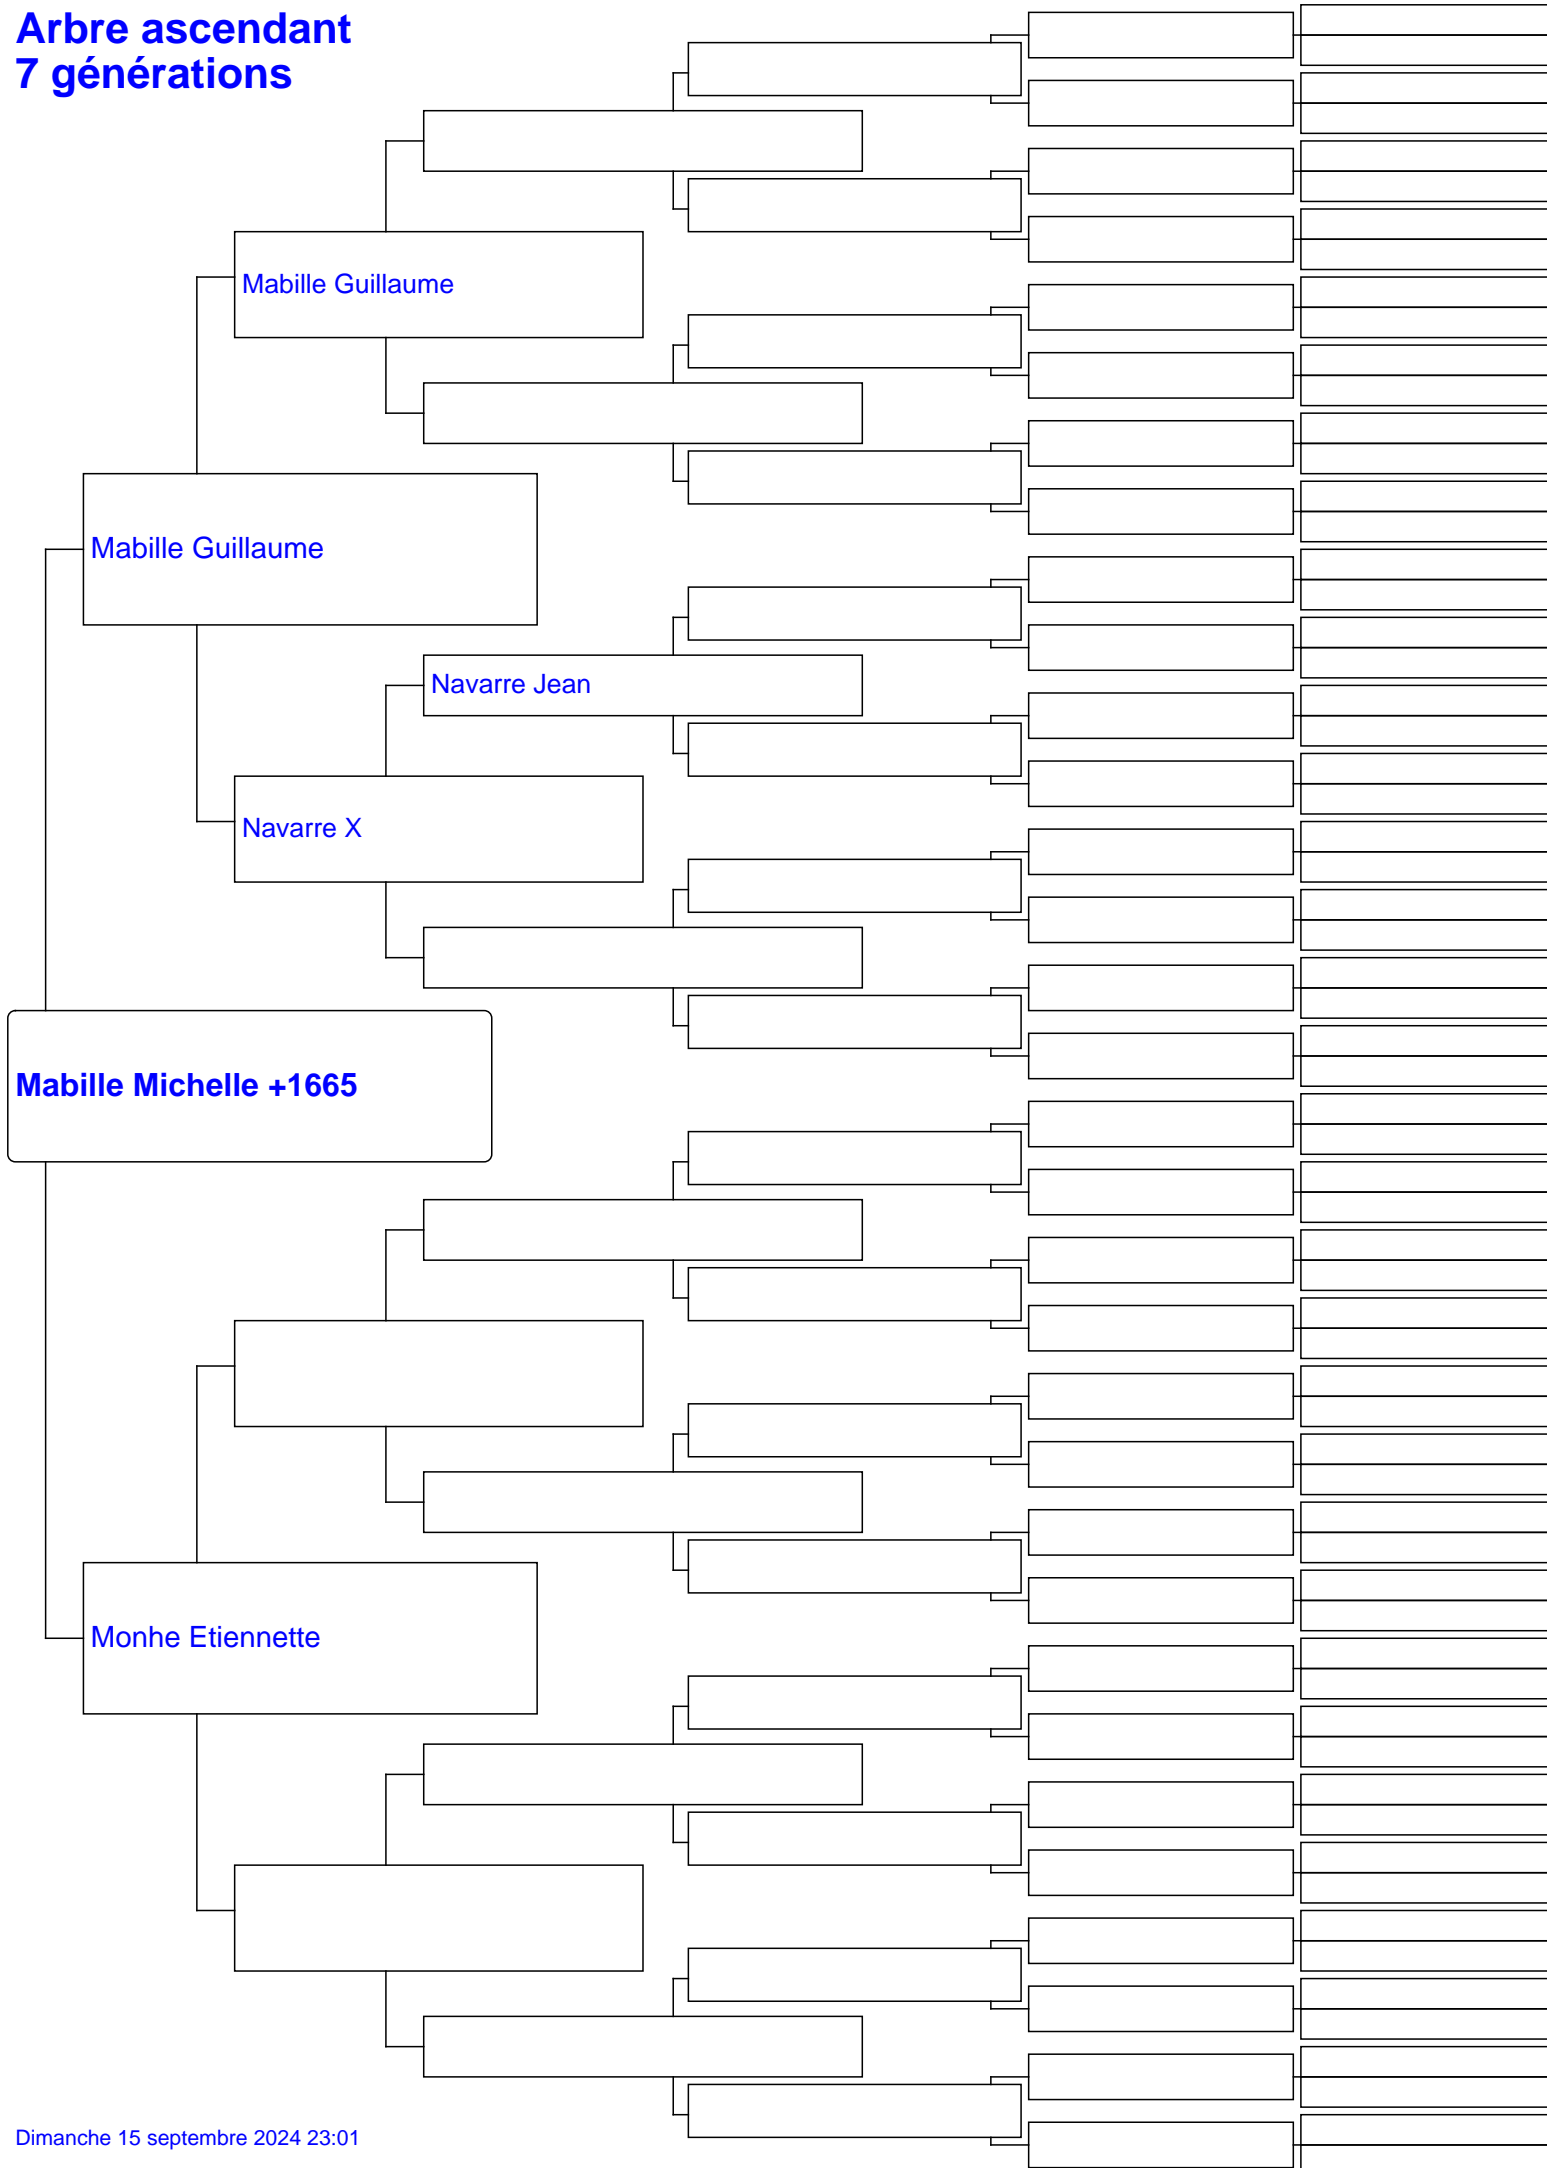 Arbre ascendant
7 générations
Mabille Guillaume
Mabille Guillaume
Navarre Jean
Navarre X
Mabille Michelle +1665
Monhe Etiennette
Dimanche 15 septembre 2024 23:01